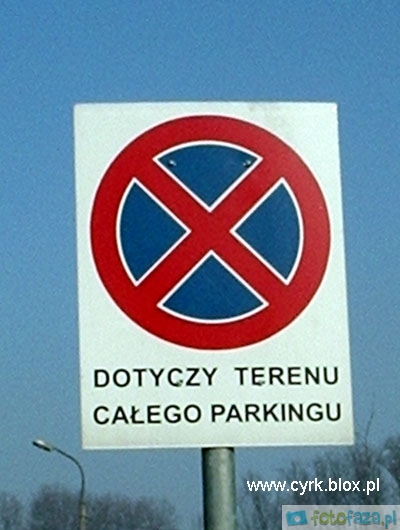 DOTYCZY TERENU
CAŁEGO PARKINGU
www.cyrk.blox.pl
fotofaza.pl